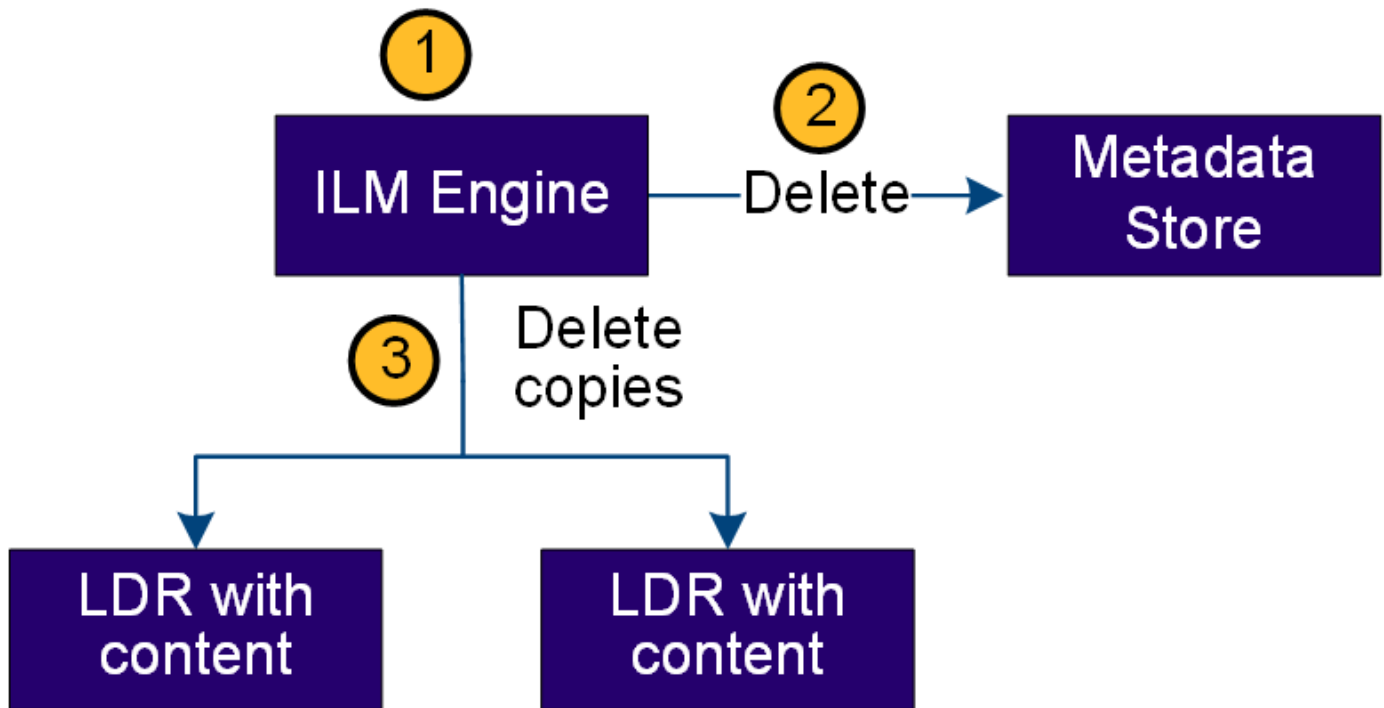 1
2
ILM Engine
Delete
Metadata
Store
3
Delete
copies
LDR with
content
LDR with
content